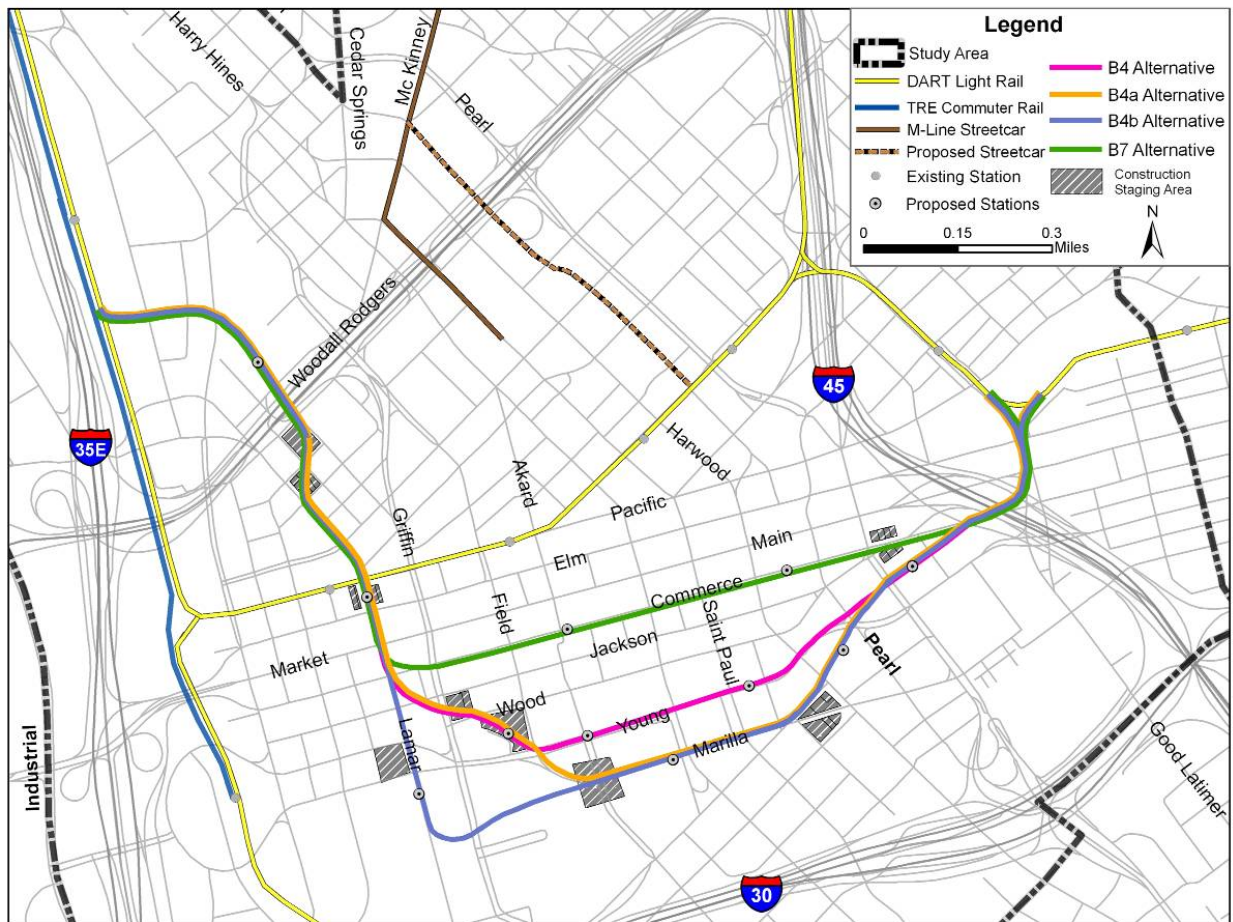 Legend
Study Area
DART Light Rail
TRE Commuter Rail
M-Line Streetcar
Proposed Streetcar
Existing Station
Proposed Stations
B4 Alternative
B4a Alternative
B4b Alternative
B7 Alternative
Construction
Staging Area
N
0 0.15 0.3
Miles
Harry Hines
Cedar Springs
Mc Kinney
Pearl
Woodall Rodgers
35E
45
Harwood
Akard
Pacific
Griffin
Elm
Main
Commerce
Field
Jackson
Saint Paul
Market
Pearl
Wood
Young
Lamar
Marilla
Industrial
Good Latimer
30